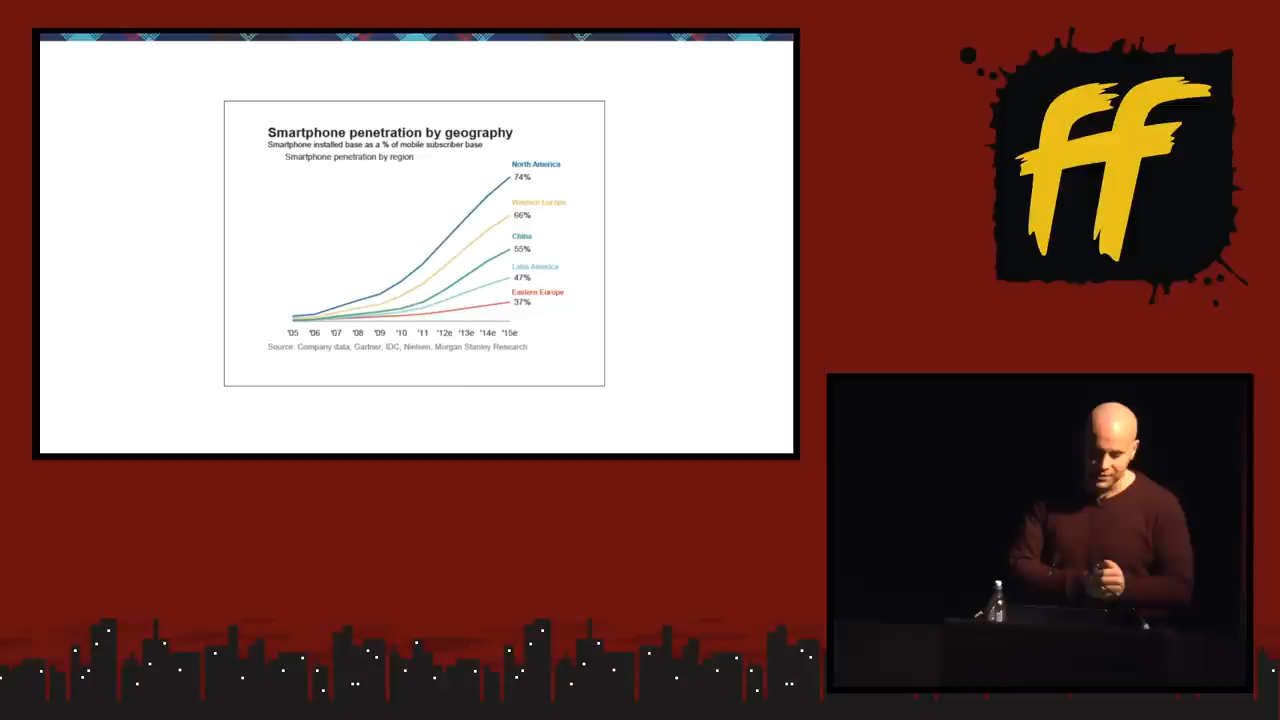 Smartphone penetration by geography
Smartphone installed base as a % of mobile subscriber base
Smartphone penetration by region
North America
74%
Western Europe
66%
China
55%
Latin America
47%
Eastern Europe
37%
'05 '06 '07 '08 '09 '10 '11 '12e '13e '14e '15e
Source: Company data, Gartner, IDC, Nielsen, Morgan Stanley Research
ff